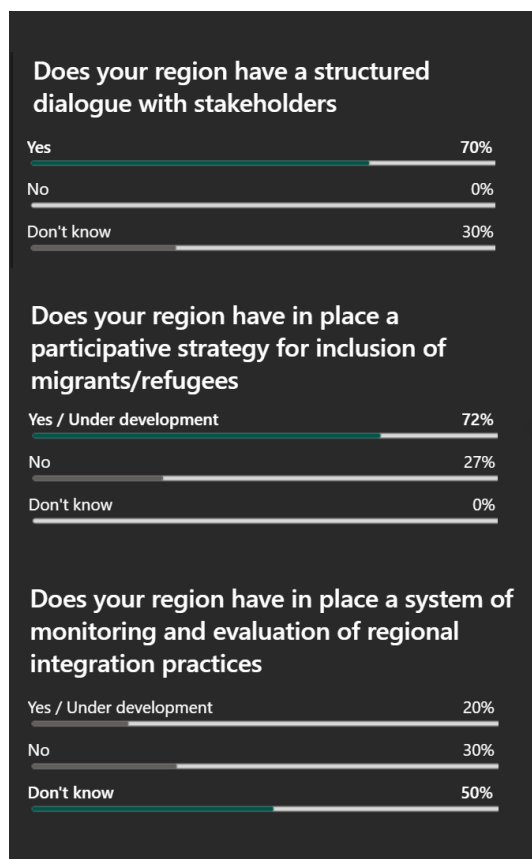 Does your region have a structured
dialogue with stakeholders
Yes 70%
No 0%
Don't know 30%
Does your region have in place a
participative strategy for inclusion of
migrants/refugees
Yes / Under development 72%
No 27%
Don't know 0%
Does your region have in place a system of
monitoring and evaluation of regional
integration practices
Yes / Under development 20%
No 30%
Don't know 50%